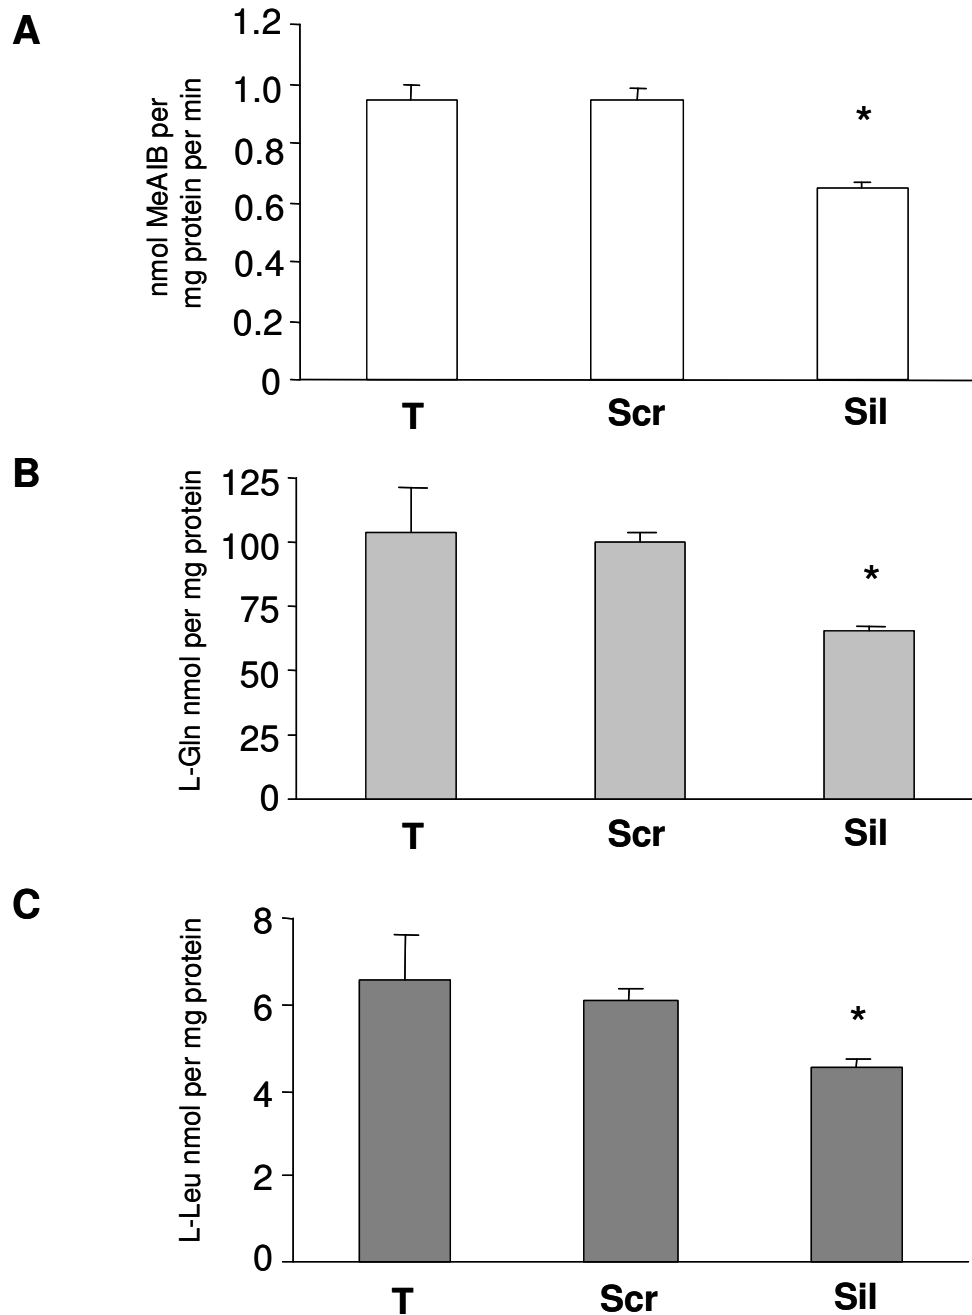 A
nmol MeAIB per
mg protein per min
1.2
1.0
0.8
0.6
0.4
0.2
0
*
T Scr Sil
B
L-Gln nmol per mg protein
125
100
75
50
25
0
*
T Scr Sil
C
L-Leu nmol per mg protein
8
6
4
2
0
*
T Scr Sil